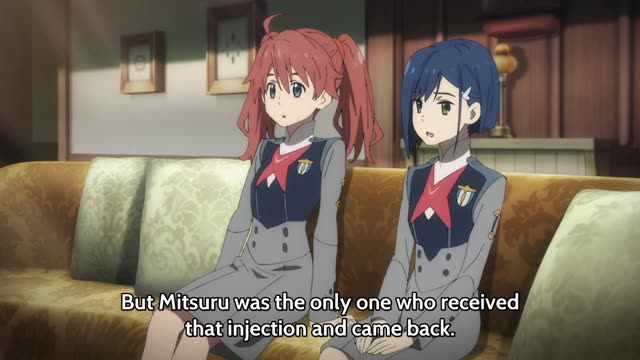 But Mitsuru was the only one who received
that injection and came back.